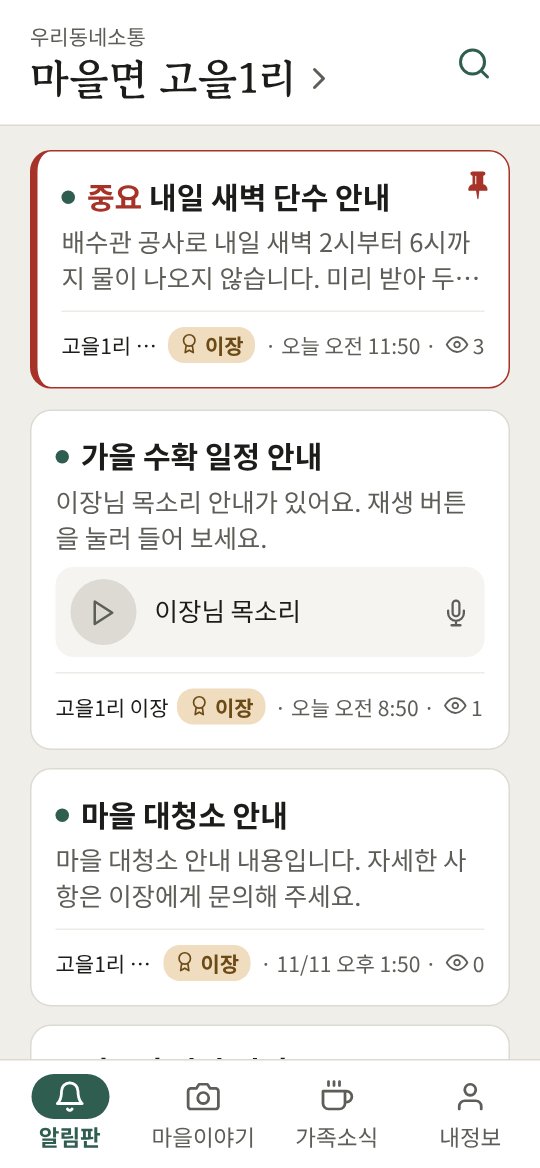 우리동네소통
마을면 고을1리
중요 내일 새벽 단수 안내
배수관 공사로 내일 새벽 2시부터 6시까
지 물이 나오지 않습니다. 미리 받아 두…
고을1리 … 이장 · 오늘 오전 11:50 · 3
가을 수확 일정 안내
이장님 목소리 안내가 있어요. 재생 버튼
을 눌러 들어 보세요.
이장님 목소리
고을1리 이장 이장 · 오늘 오전 8:50 · 1
마을 대청소 안내
마을 대청소 안내 내용입니다. 자세한 사
항은 이장에게 문의해 주세요.
고을1리 … 이장 · 11/11 오후 1:50 · 0
알림판 마을이야기 가족소식 내정보